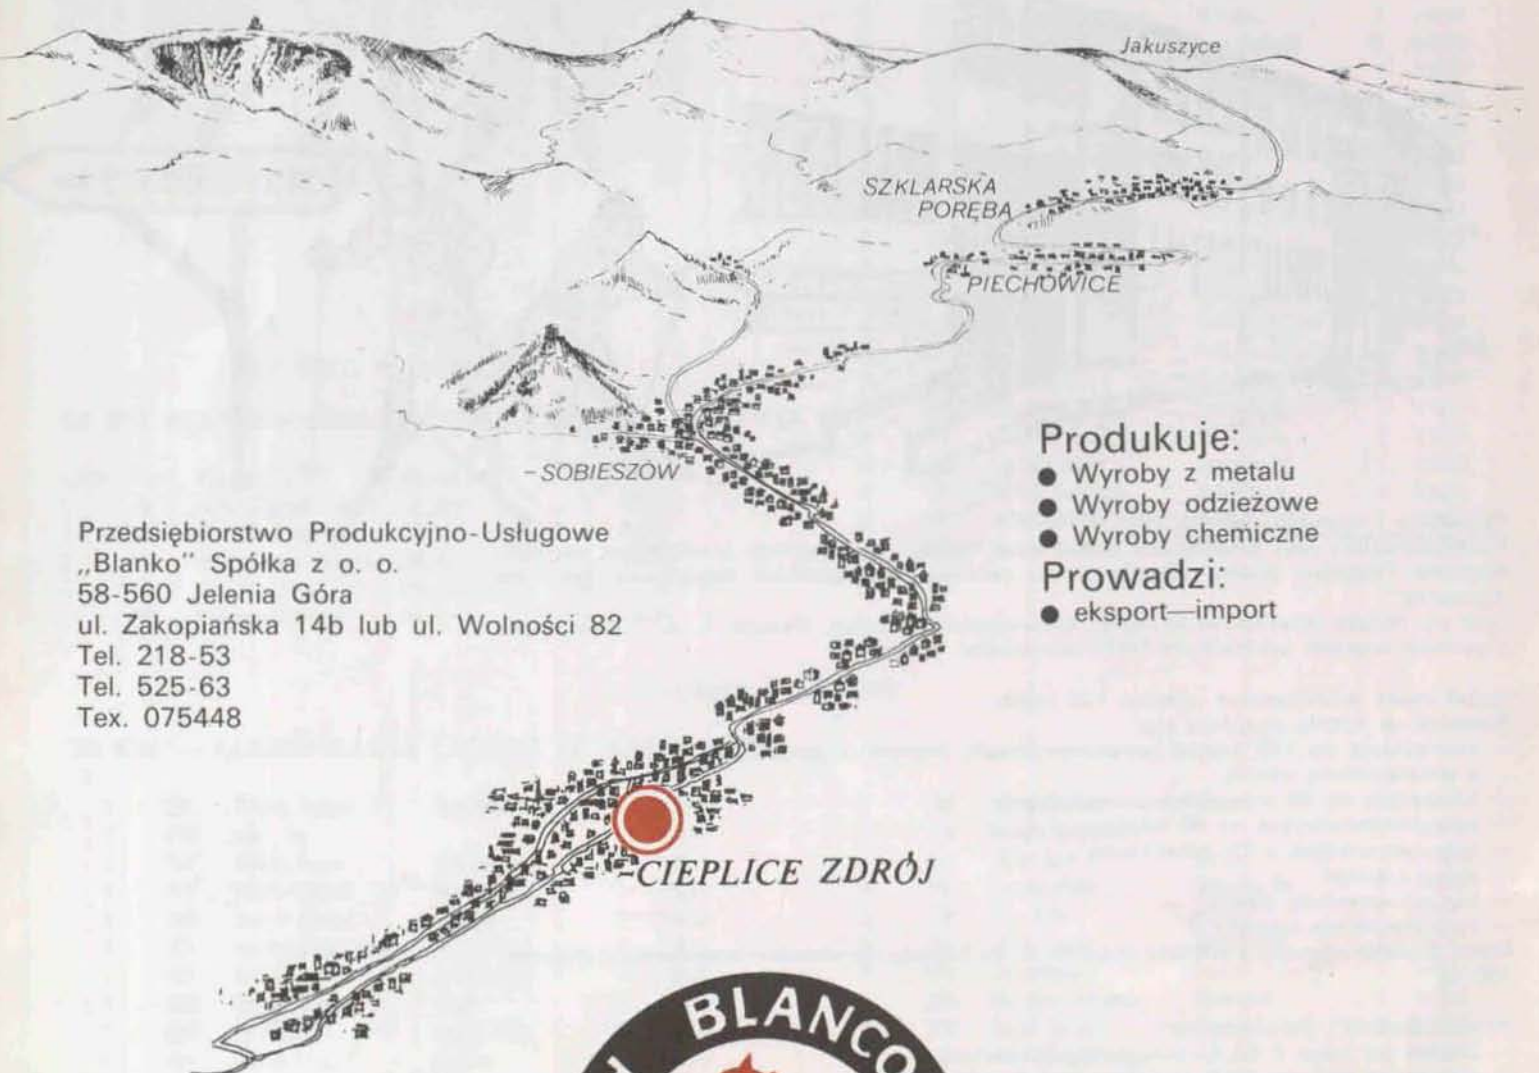 Jakuszyce
SZKLARSKA
PORĘBA
PIECHOWICE
- SOBIESZÓW
Produkuje:
● Wyroby z metalu
● Wyroby odzieżowe
● Wyroby chemiczne
Prowadzi:
● eksport—import
Przedsiębiorstwo Produkcyjno-Usługowe
„Blanko” Spółka z o. o.
58-560 Jelenia Góra
ul. Zakopiańska 14b lub ul. Wolności 82
Tel. 218-53
Tel. 525-63
Tex. 075448
-CIEPLICE ZDRÓJ
BLANCO